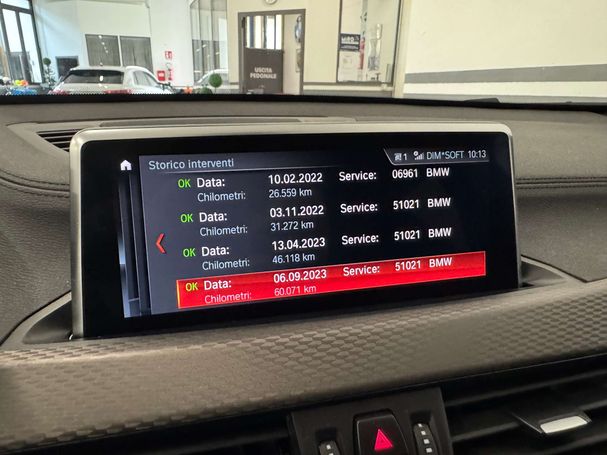 USCITA
PEDONALE
Storico interventi
1 DIM*SOFT 10:13
OK Data: 10.02.2022 Service: 06961 BMW
Chilometri: 26.559 km
OK Data: 03.11.2022 Service: 51021 BMW
Chilometri: 31.272 km
OK Data: 13.04.2023 Service: 51021 BMW
Chilometri: 46.118 km
OK Data: 06.09.2023 Service: 51021 BMW
Chilometri: 60.071 km